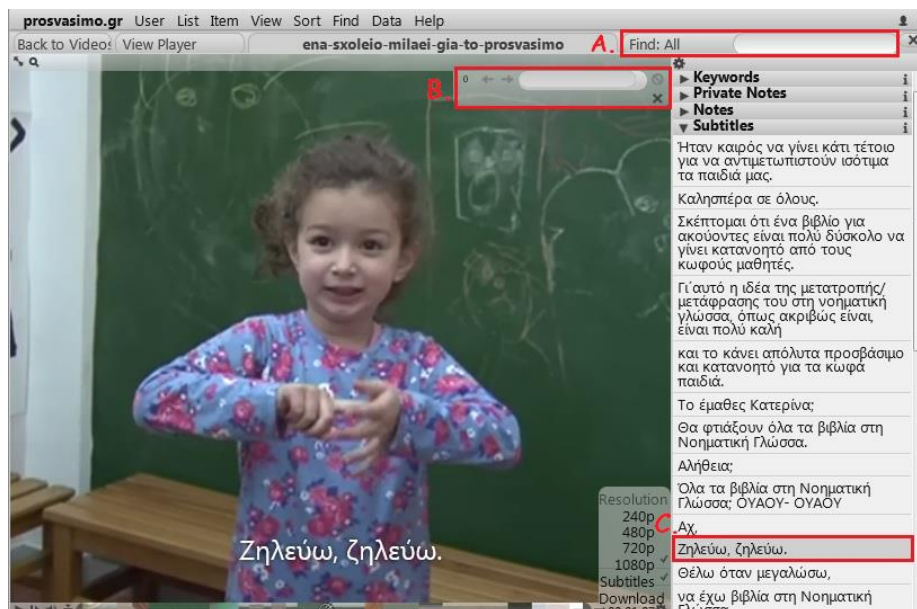 prosvasimo.gr User List Item View Sort Find Data Help
Back to Videos View Player ena-sxoleio-milaei-gia-to-prosvasimo A. Find: All
B.
0
Keywords
Private Notes
Notes
Subtitles
Ήταν καιρός να γίνει κάτι τέτοιο
για να αντιμετωπιστούν ισότιμα
τα παιδιά μας.
Καλησπέρα σε όλους.
Σκέπτομαι ότι ένα βιβλίο για
ακούοντες είναι πολύ δύσκολο να
γίνει κατανοητό από τους
κωφούς μαθητές.
Γι΄αυτό η ιδέα της μετατροπής/
μετάφρασης του στη νοηματική
γλώσσα, όπως ακριβώς είναι,
είναι πολύ καλή
και το κάνει απόλυτα προσβάσιμο
και κατανοητό για τα κωφά
παιδιά.
Το έμαθες Κατερίνα;
Θα φτιάξουν όλα τα βιβλία στη
Νοηματική Γλώσσα.
Αλήθεια;
Όλα τα βιβλία στη Νοηματική
Γλώσσα; ΟΥΑΟΥ- ΟΥΑΟΥ
C.
Αχ,
Ζηλεύω, ζηλεύω.
Θέλω όταν μεγαλώσω,
να έχω βιβλία στη Νοηματική
Ζηλεύω, ζηλεύω.
Resolution
240p
480p
720p
1080p
Subtitles
Download